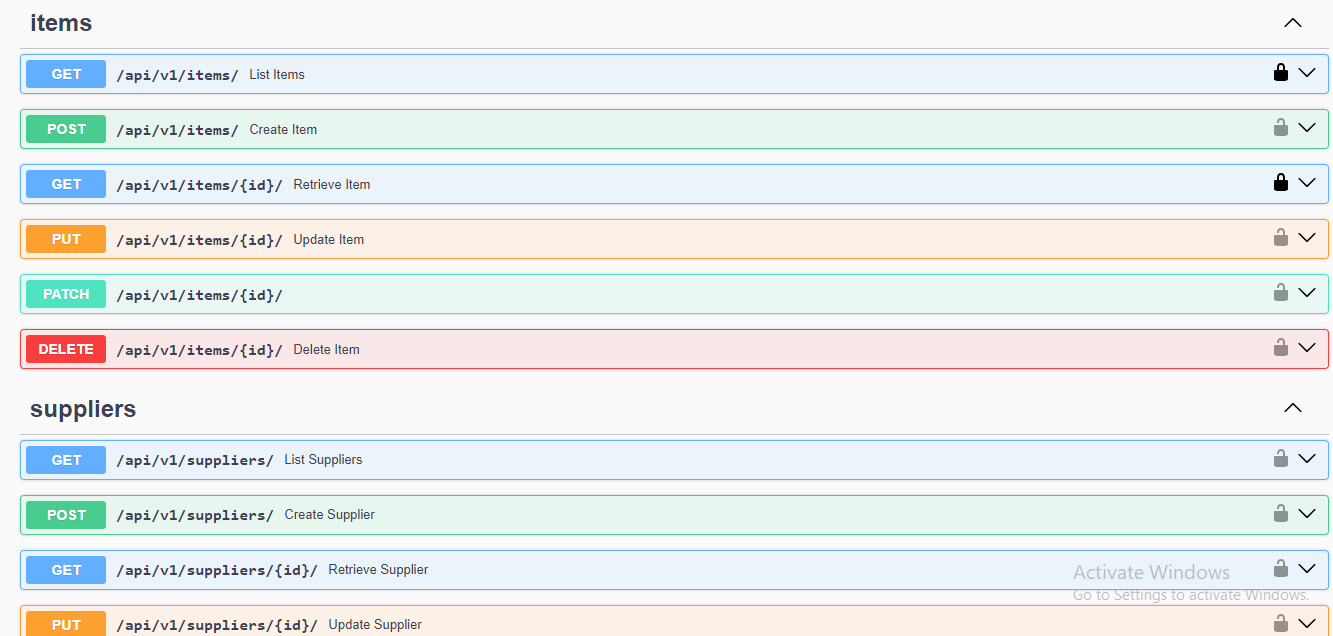 items
GET /api/v1/items/ List Items
POST /api/v1/items/ Create Item
GET /api/v1/items/{id}/ Retrieve Item
PUT /api/v1/items/{id}/ Update Item
PATCH /api/v1/items/{id}/
DELETE /api/v1/items/{id}/ Delete Item
suppliers
GET /api/v1/suppliers/ List Suppliers
POST /api/v1/suppliers/ Create Supplier
GET /api/v1/suppliers/{id}/ Retrieve Supplier
Activate Windows
Go to Settings to activate Windows.
PUT /api/v1/suppliers/{id}/ Update Supplier